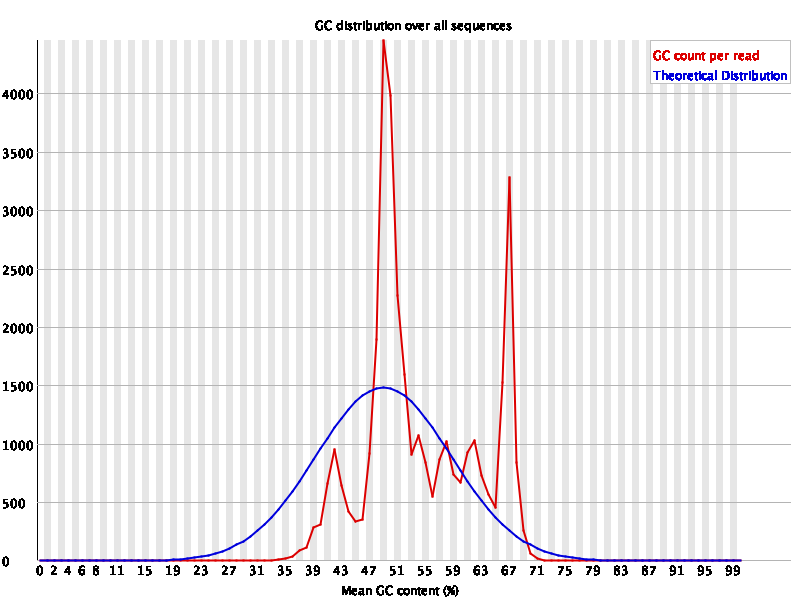 GC distribution over all sequences
GC count per read
Theoretical Distribution
4000
3500
3000
2500
2000
1500
1000
500
0
0 2 4 6 8 11 15 19 23 27 31 35 39 43 47 51 55 59 63 67 71 75 79 83 87 91 95 99
Mean GC content (%)